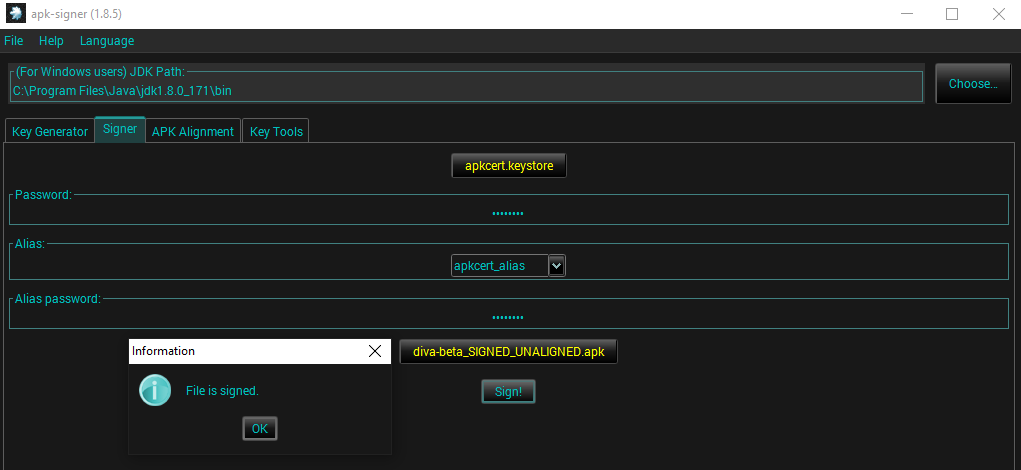 apk-signer (1.8.5)
File Help Language
(For Windows users) JDK Path:
C:\Program Files\Java\jdk1.8.0_171\bin
Choose...
Key Generator Signer APK Alignment Key Tools
apkcert.keystore
Password:
••••••••
Alias:
apkcert_alias
Alias password:
••••••••
Information
diva-beta_SIGNED_UNALIGNED.apk
File is signed.
Sign!
OK